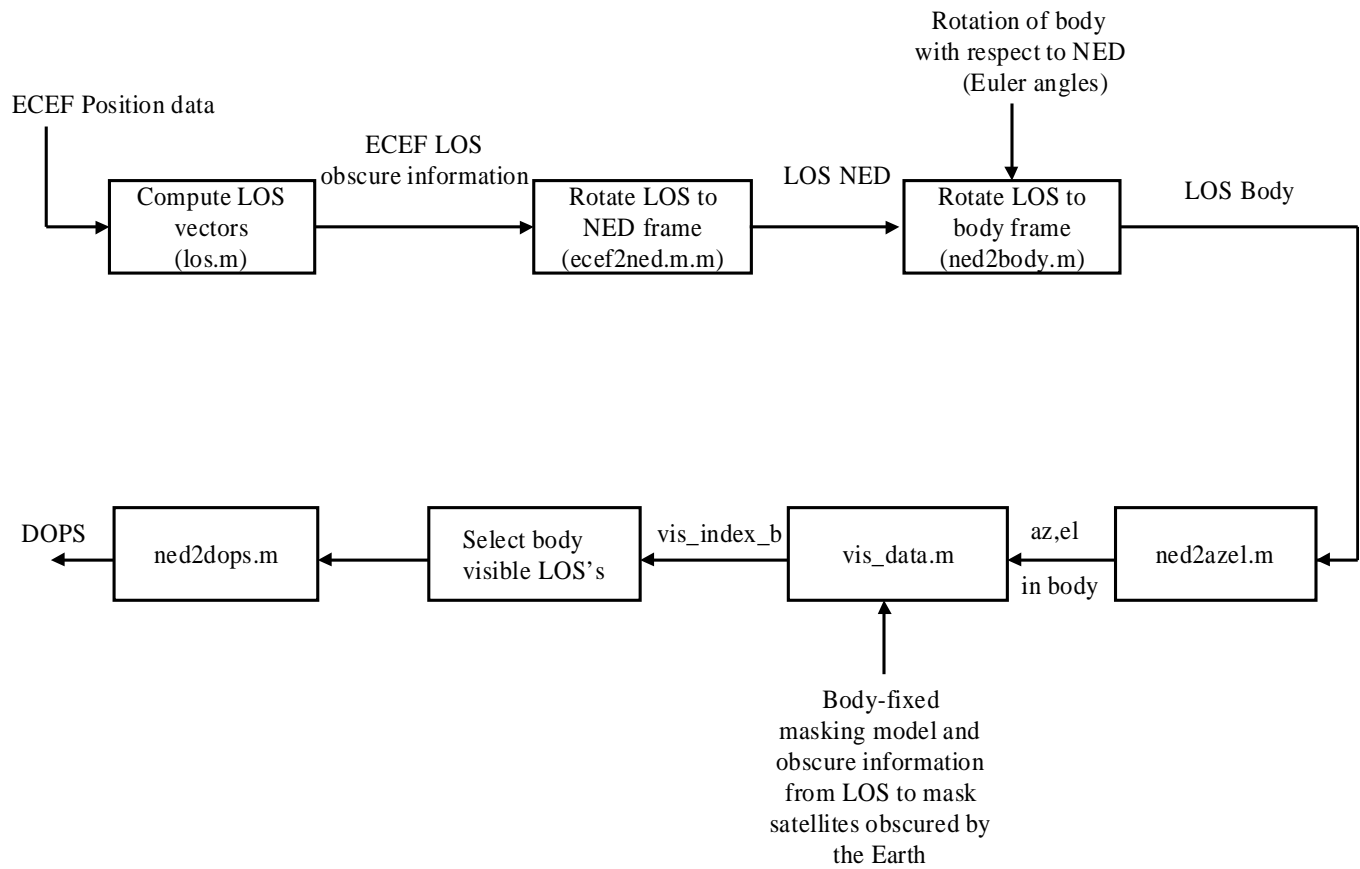 Rotation of body
with respect to NED
(Euler angles)
ECEF Position data
ECEF LOS
obscure information
LOS NED
LOS Body
Compute LOS
vectors
(los.m)
Rotate LOS to
NED frame
(ecef2ned.m.m)
Rotate LOS to
body frame
(ned2body.m)
DOPS
ned2dops.m
Select body
visible LOS’s
vis_index_b
vis_data.m
az,el
in body
ned2azel.m
Body-fixed
masking model and
obscure information
from LOS to mask
satellites obscured by
the Earth